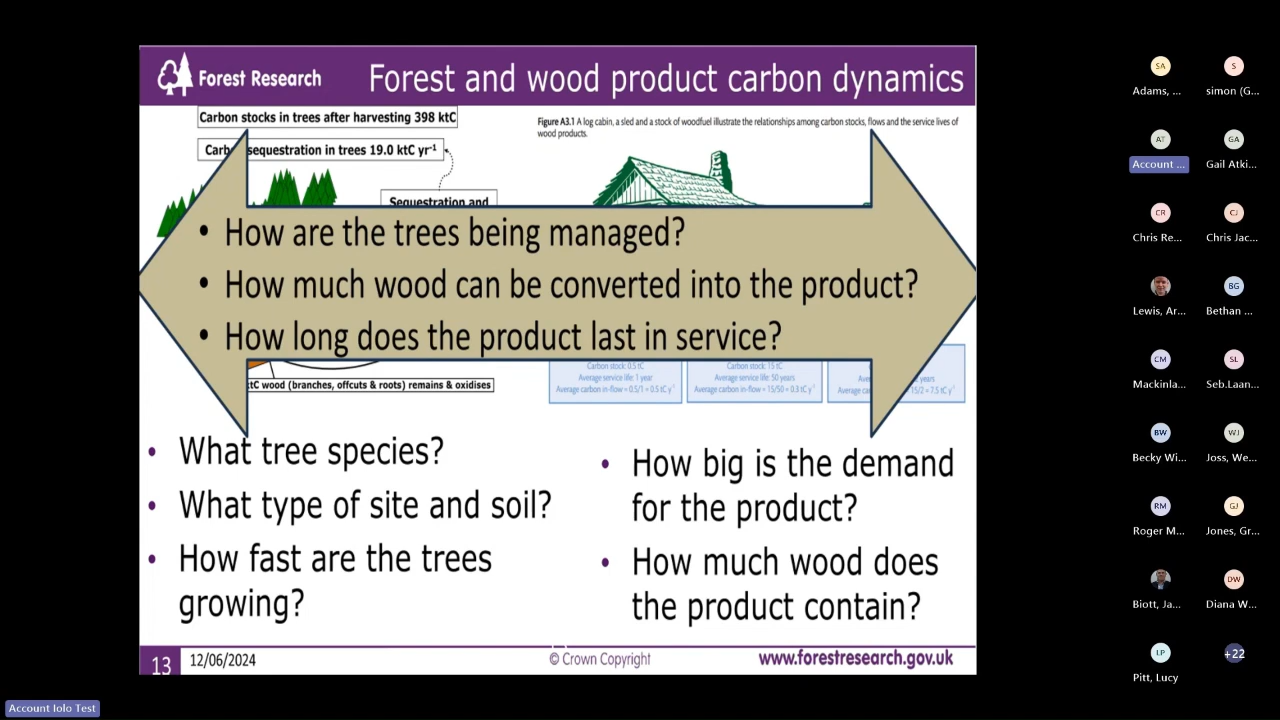 Forest Research
Forest and wood product carbon dynamics
Carbon stocks in trees after harvesting 398 ktC
sequestration in trees 19.0 ktC yr⁻¹
Sequestration and
Figure A3.1 A log cabin, a sled and a stock of woodfuel illustrate the relationships among carbon stocks, flows and the service lives of
wood products.
• How are the trees being managed?
• How much wood can be converted into the product?
• How long does the product last in service?
wood (branches, offcuts & roots) remains & oxidises
Carbon stock: 0.5 tC
Average service life: 1 year
Average carbon in-flow = 0.5/1 = 0.5 tC y⁻¹
Carbon stock: 15 tC
Average service life: 50 years
Average carbon in-flow = 15/50 = 0.3 tC y⁻¹
years
15/2 = 7.5 tC y⁻¹
• What tree species?
• What type of site and soil?
• How fast are the trees
growing?
• How big is the demand
for the product?
• How much wood does
the product contain?
13
12/06/2024
© Crown Copyright
www.forestresearch.gov.uk
SA
Adams, ...
S
simon (G...
AT
Account ...
GA
Gail Atki...
CR
Chris Re...
CJ
Chris Jac...
Lewis, Ar...
BG
Bethan ...
CM
Mackinla...
SL
Seb.Laan...
BW
Becky Wi...
WJ
Joss, We...
RM
Roger M...
GJ
Jones, Gr...
Biott, Ja...
DW
Diana W...
LP
Pitt, Lucy
+22
Account Iolo Test